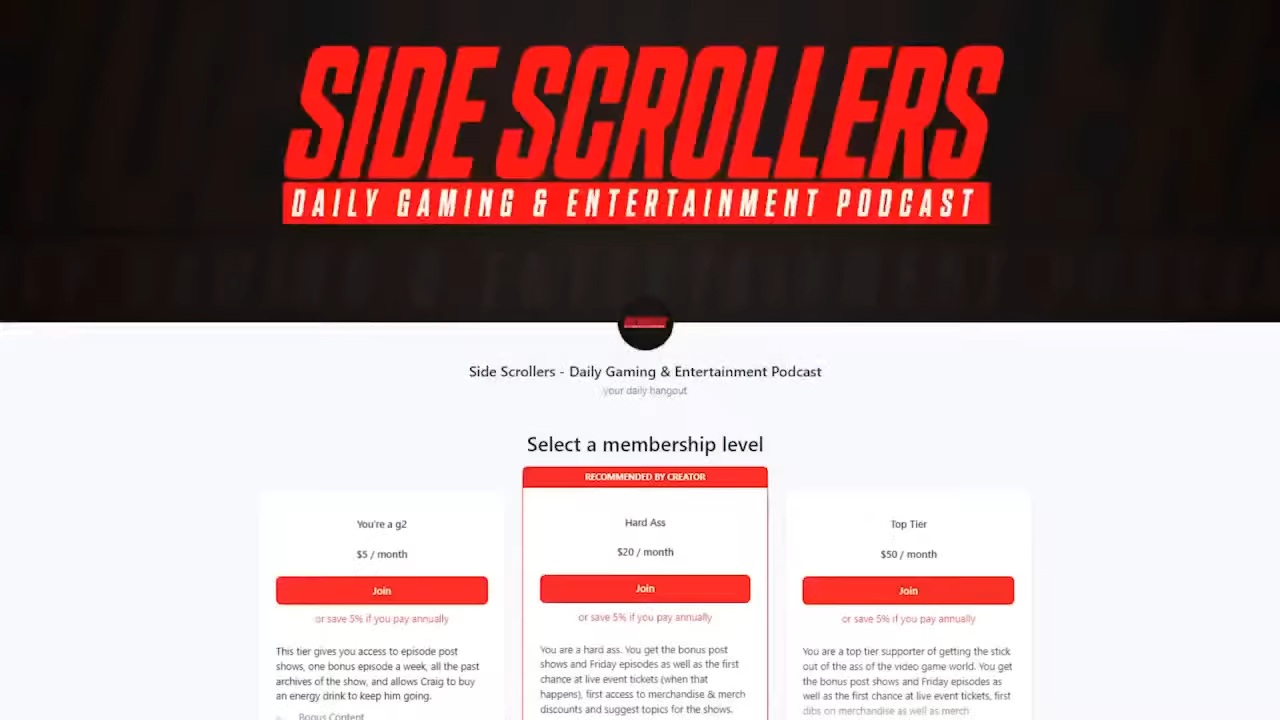 SIDE SCROLLERS
DAILY GAMING & ENTERTAINMENT PODCAST
Side Scrollers - Daily Gaming & Entertainment Podcast
your daily hangout
Select a membership level
You're a g2
$5 / month
Join
or save 5% if you pay annually
This tier gives you access to episode post
shows, one bonus episode a week, all the past
archives of the show, and allows Craig to buy
an energy drink to keep him going.
Bonus Content
RECOMMENDED BY CREATOR
Hard Ass
$20 / month
Join
or save 5% if you pay annually
You are a hard ass. You get the bonus post
shows and Friday episodes as well as the first
chance at live event tickets (when that
happens), first access to merchandise & merch
discounts and suggest topics for the shows.
Top Tier
$50 / month
Join
or save 5% if you pay annually
You are a top tier supporter of getting the stick
out of the ass of the video game world. You get
the bonus posts and Friday episodes as
well as the first chance at live event tickets, first
dibs on merchandise as well as merch